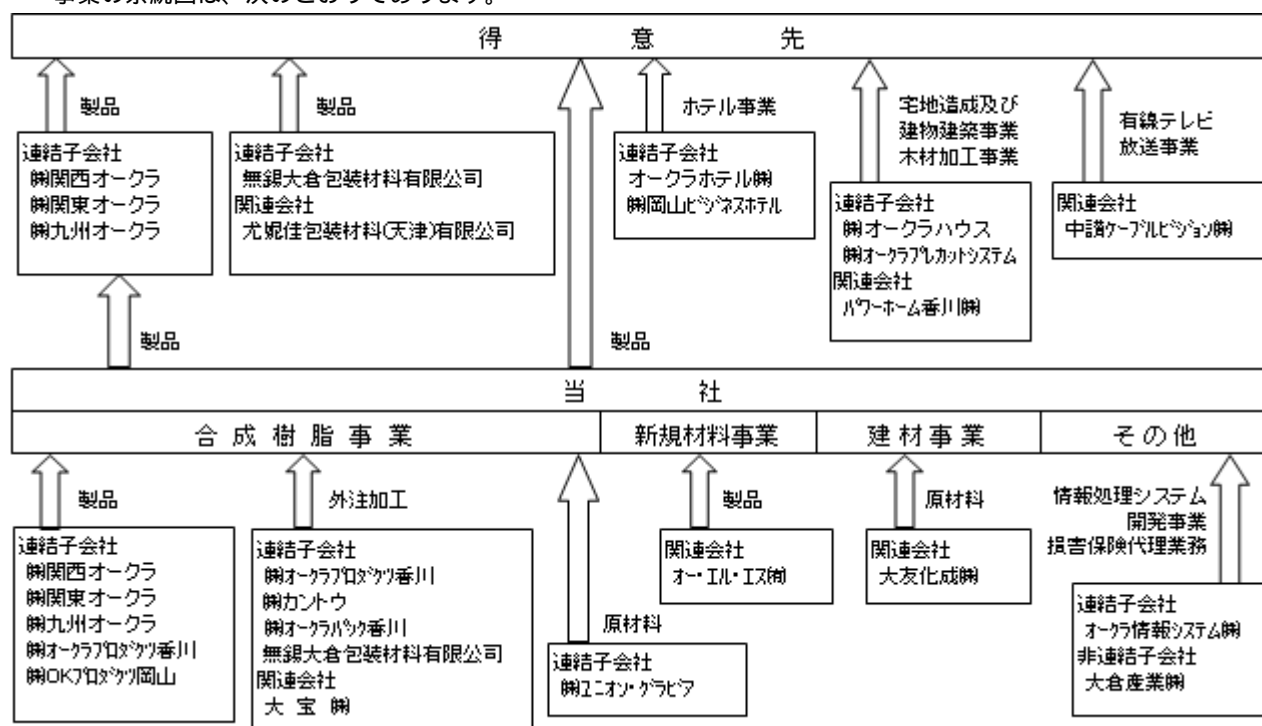 事業の系統図は、次のとおりであります。
得意先
製品
製品
ホテル事業
宅地造成及び
建物建築事業
木材加工事業
有線テレビ
放送事業
連結子会社
㈱関西オークラ
㈱関東オークラ
㈱九州オークラ
連結子会社
無錫大倉包装材料有限公司
関連会社
尤妮佳包装材料(天津)有限公司
連結子会社
オークラホテル㈱
㈱岡山ビジネスホテル
連結子会社
㈱オークラハウス
㈱オークラプレカットシステム
関連会社
パワーホーム香川㈱
関連会社
中讃ケーブルビジョン㈱
製品
製品
当社
合成樹脂事業
新規材料事業
建材事業
その他
製品
外注加工
製品
原材料
情報処理システム
開発事業
損害保険代理業務
連結子会社
㈱関西オークラ
㈱関東オークラ
㈱九州オークラ
㈱オークラプロダクツ香川
㈱OKプロダクツ岡山
連結子会社
㈱オークラプロダクツ香川
㈱カントウ
㈱オークラパック香川
無錫大倉包装材料有限公司
関連会社
大宝㈱
原材料
連結子会社
㈱ユニオン・グラビア
関連会社
オー・エル・エス㈲
関連会社
大友化成㈱
連結子会社
オークラ情報システム㈱
非連結子会社
大倉産業㈱